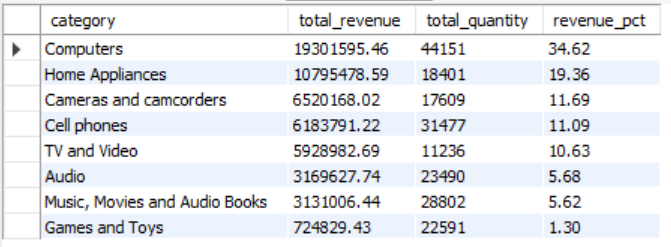 category total_revenue total_quantity revenue_pct
Computers 19301595.46 44151 34.62
Home Appliances 10795478.59 18401 19.36
Cameras and camcorders 6520168.02 17609 11.69
Cell phones 6183791.22 31477 11.09
TV and Video 5928982.69 11236 10.63
Audio 3169627.74 23490 5.68
Music, Movies and Audio Books 3131006.44 28802 5.62
Games and Toys 724829.43 22591 1.30